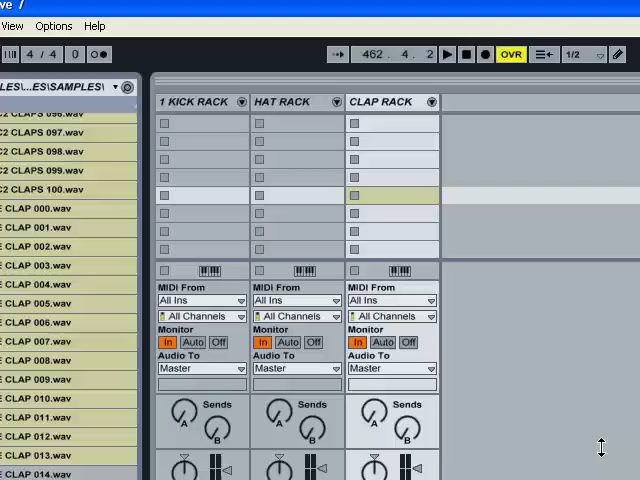 ve 7
View Options Help
4 / 4 0 462 . 4 . 2 OVR 1/2
LES\...ES\SAMPLES\
1 KICK RACK HAT RACK CLAP RACK
C2 CLAPS 096.wav
C2 CLAPS 097.wav
C2 CLAPS 098.wav
C2 CLAPS 099.wav
C2 CLAPS 100.wav
E CLAP 000.wav
E CLAP 001.wav
E CLAP 002.wav
E CLAP 003.wav
E CLAP 004.wav
E CLAP 005.wav
E CLAP 006.wav
E CLAP 007.wav
E CLAP 008.wav
E CLAP 009.wav
E CLAP 010.wav
E CLAP 011.wav
E CLAP 012.wav
E CLAP 013.wav
E CLAP 014.wav
MIDI From MIDI From MIDI From
All Ins All Ins All Ins
All Channels All Channels All Channels
Monitor Monitor Monitor
In Auto Off In Auto Off In Auto Off
Audio To Audio To Audio To
Master Master Master
Sends Sends Sends
A B A B A B